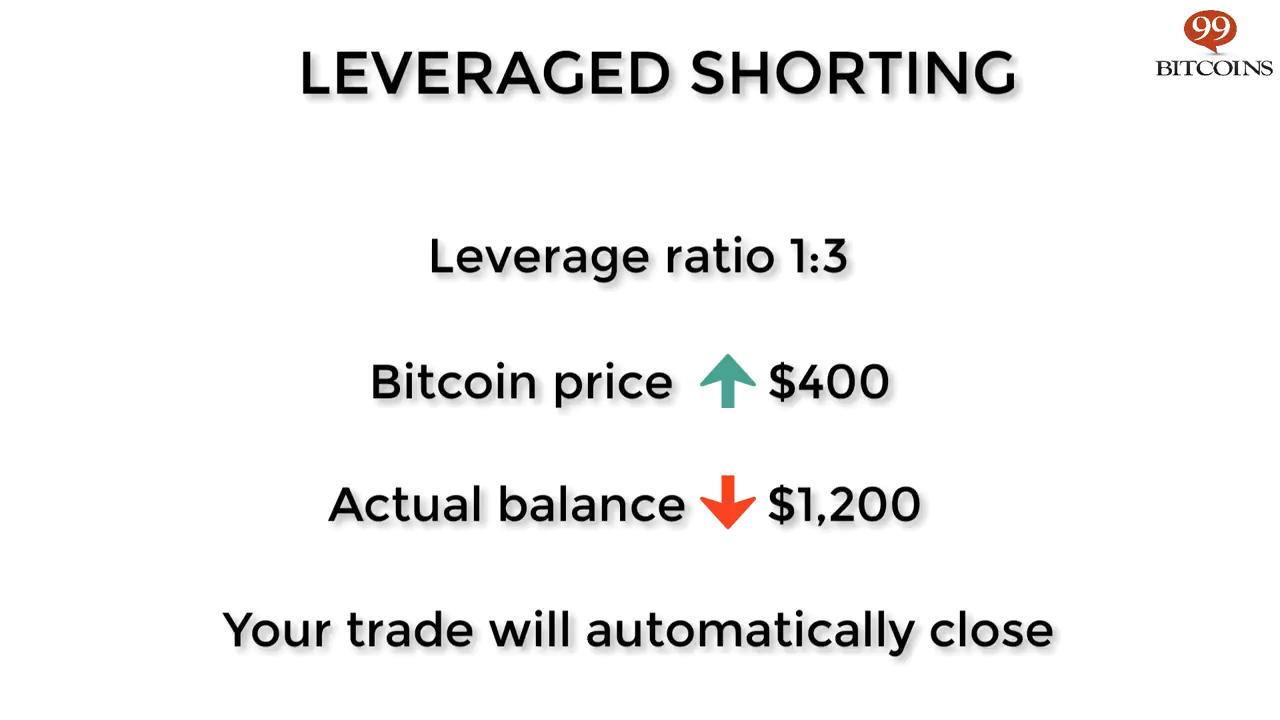 LEVERAGED SHORTING
99
BITCOINS
Leverage ratio 1:3
Bitcoin price $400
Actual balance $1,200
Your trade will automatically close